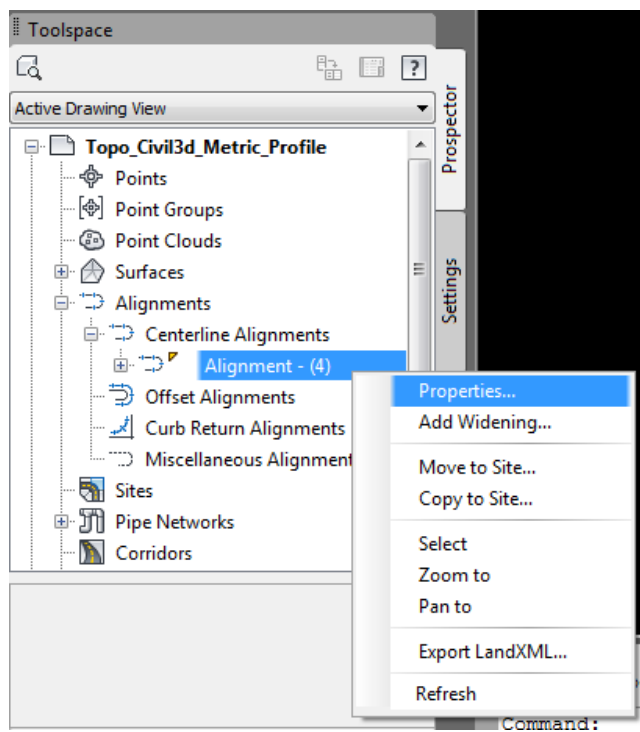 Toolspace
?
Active Drawing View
Prospector
Settings
Topo_Civil3d_Metric_Profile
Points
Point Groups
Point Clouds
Surfaces
Alignments
Centerline Alignments
Alignment - (4)
Offset Alignments
Curb Return Alignments
Miscellaneous Alignment
Sites
Pipe Networks
Corridors
Properties...
Add Widening...
Move to Site...
Copy to Site...
Select
Zoom to
Pan to
Export LandXML...
Refresh
Command: